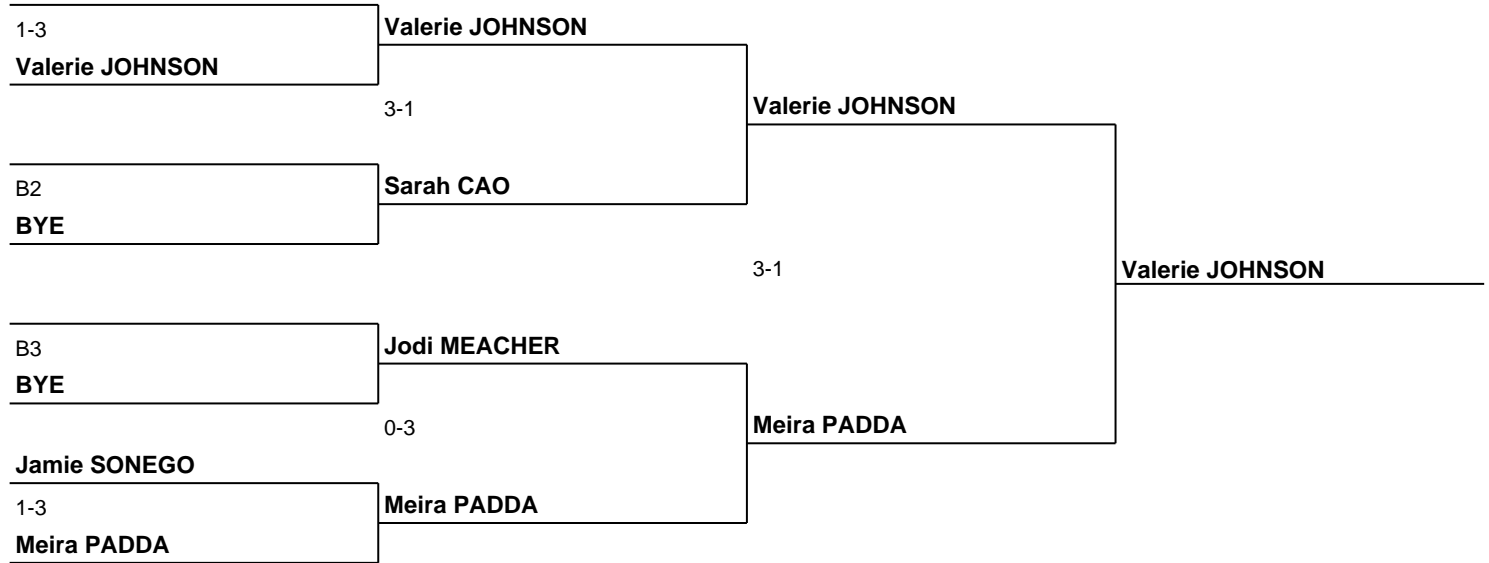 1-3
Valerie JOHNSON
Valerie JOHNSON
3-1
Valerie JOHNSON
B2
BYE
Sarah CAO
3-1
Valerie JOHNSON
B3
BYE
Jodi MEACHER
0-3
Meira PADDA
Jamie SONEGO
1-3
Meira PADDA
Meira PADDA